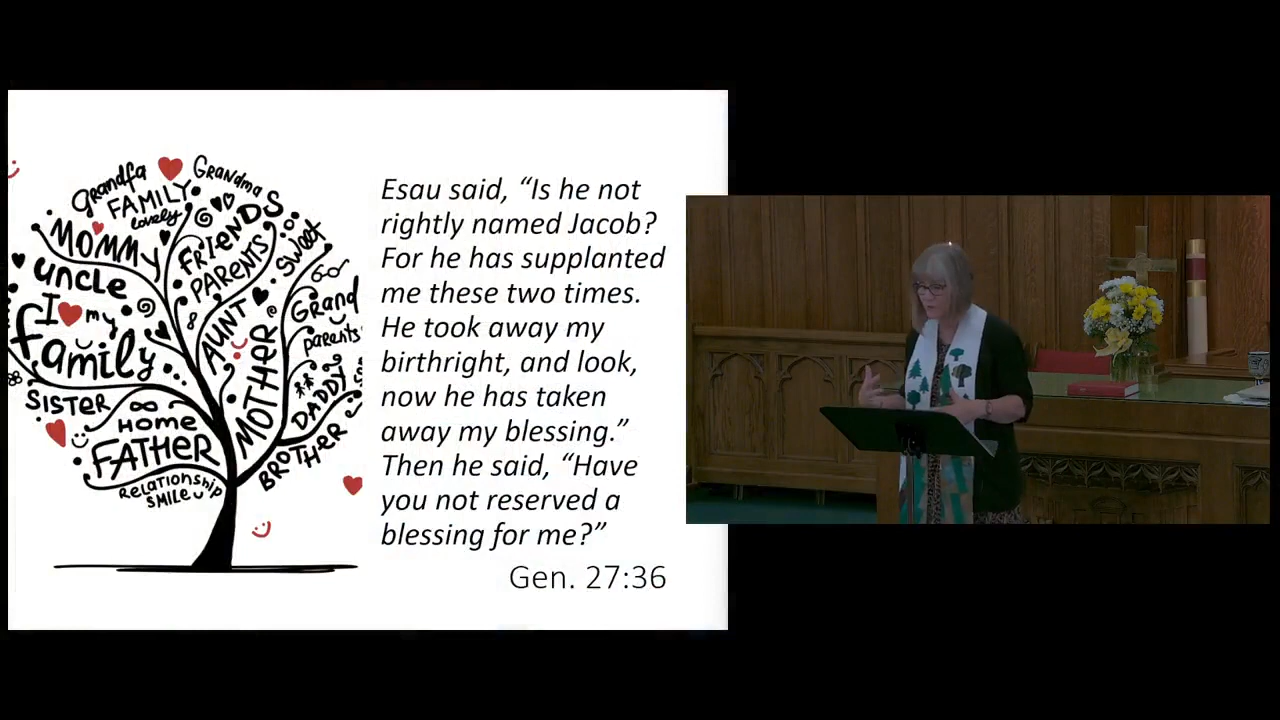 Grandfa
Grandma
FAMILY
lovely
FRIENDS
MOMMY
PARENTS
sweet
uncle
I my
family
AUNT
Grand
parents
MOTHER
DADDY
SISTER
HOME
FATHER
BROTHER
Relationship
SMILE
Esau said, “Is he not
rightly named Jacob?
For he has supplanted
me these two times.
He took away my
birthright, and look,
now he has taken
away my blessing.”
Then he said, “Have
you not reserved a
blessing for me?”
Gen. 27:36